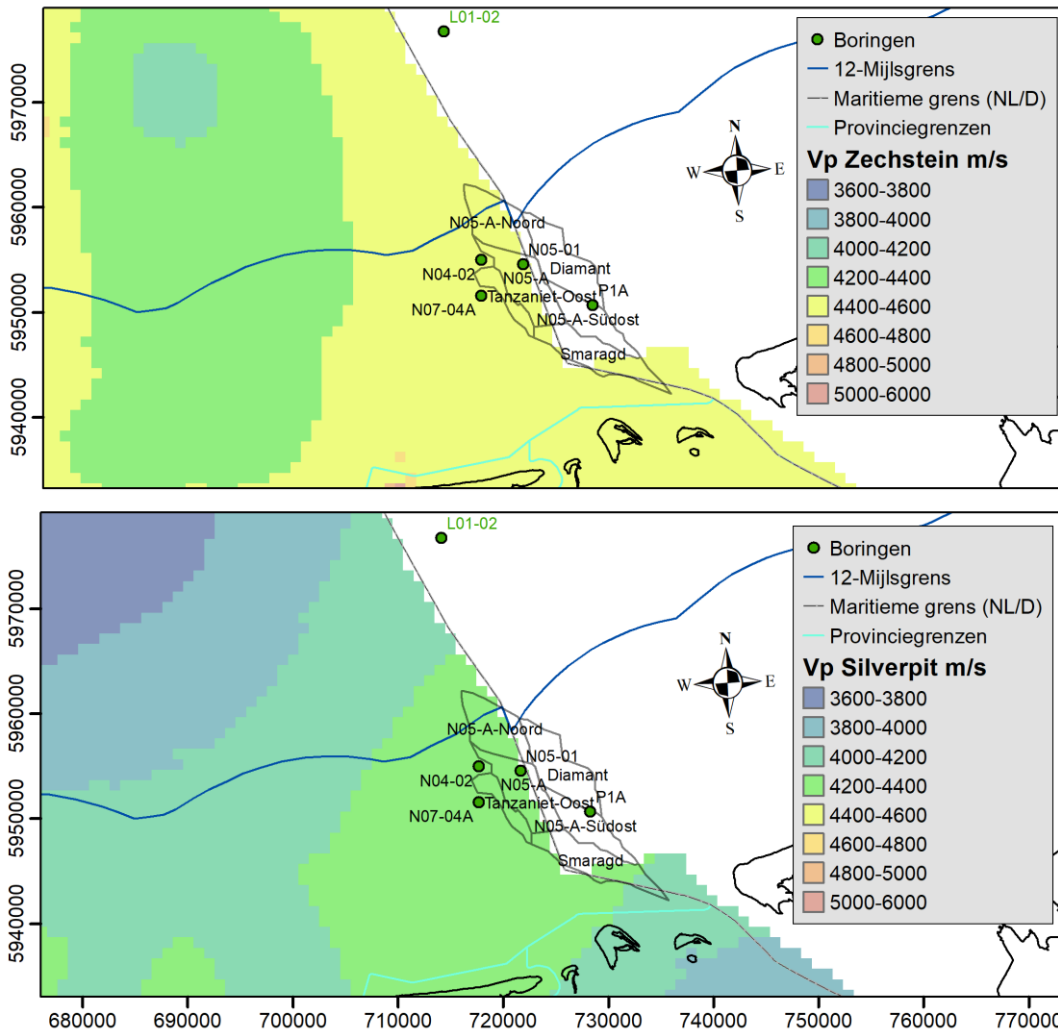 L01-02
Boringen
12-Mijlsgrens
Maritieme grens (NL/D)
Provinciegrenzen
Vp Zechstein m/s
3600-3800
3800-4000
4000-4200
4200-4400
4400-4600
4600-4800
4800-5000
5000-6000
N
W E
S
5970000
5960000
5950000
5940000
N05-A-Noord
N05-01
N04-02
N05-A
Diamant
Tanzaniet-Oost
P1A
N07-04A
N05-A-Südost
Smaragd
L01-02
Boringen
12-Mijlsgrens
Maritieme grens (NL/D)
Provinciegrenzen
Vp Silverpit m/s
3600-3800
3800-4000
4000-4200
4200-4400
4400-4600
4600-4800
4800-5000
5000-6000
N
W E
S
5970000
5960000
5950000
5940000
N05-A-Noord
N05-01
N04-02
N05-A
Diamant
Tanzaniet-Oost
P1A
N07-04A
N05-A-Südost
Smaragd
680000 690000 700000 710000 720000 730000 740000 750000 760000 770000